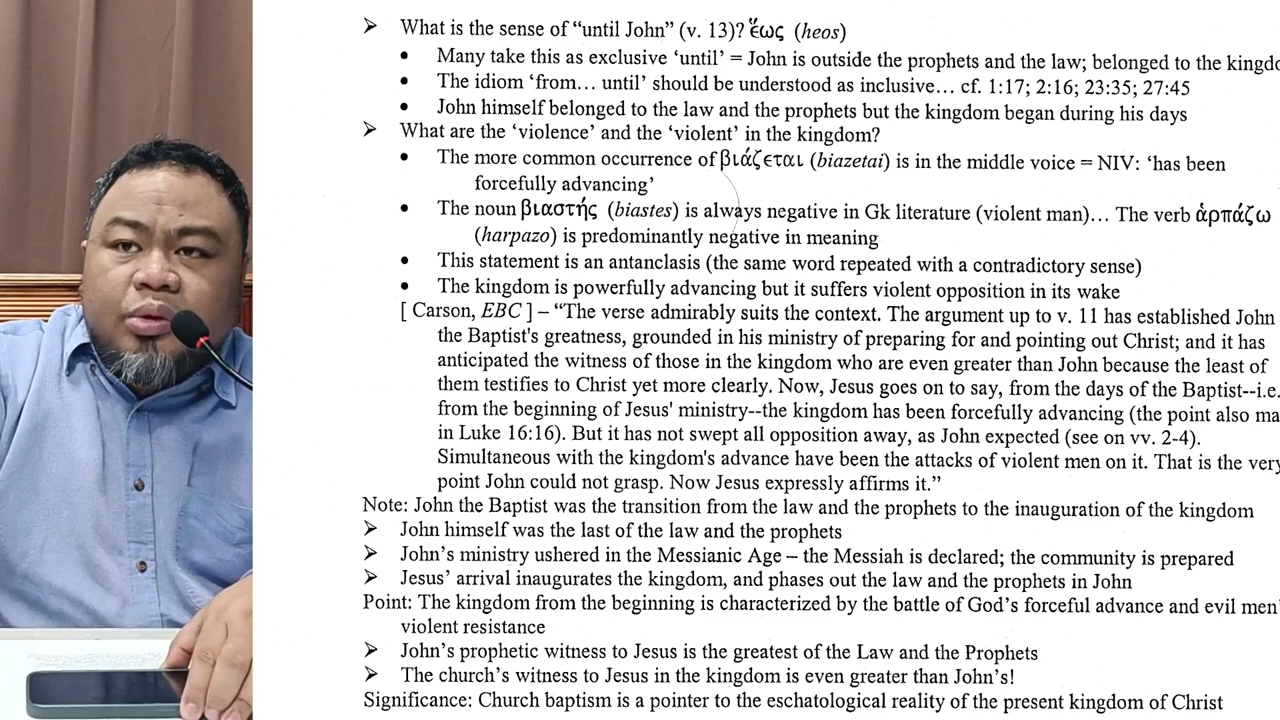 ➤ What is the sense of “until John” (v. 13)? ἕως (heos)
• Many take this as exclusive ‘until’ = John is outside the prophets and the law; belonged to the kingdo
• The idiom ‘from… until’ should be understood as inclusive… cf. 1:17; 2:16; 23:35; 27:45
• John himself belonged to the law and the prophets but the kingdom began during his days
➤ What are the ‘violence’ and the ‘violent’ in the kingdom?
• The more common occurrence of βιάζεται (biazetai) is in the middle voice = NIV: ‘has been
forcefully advancing’
• The noun βιαστής (biastes) is always negative in Gk literature (violent man)… The verb ἁρπάζω
(harpazo) is predominantly negative in meaning
• This statement is an antanclasis (the same word repeated with a contradictory sense)
• The kingdom is powerfully advancing but it suffers violent opposition in its wake
[ Carson, EBC ] – “The verse admirably suits the context. The argument up to v. 11 has established John
the Baptist's greatness, grounded in his ministry of preparing for and pointing out Christ; and it has
anticipated the witness of those in the kingdom who are even greater than John because the least of
them testifies to Christ yet more clearly. Now, Jesus goes on to say, from the days of the Baptist--i.e.
from the beginning of Jesus' ministry--the kingdom has been forcefully advancing (the point also ma
in Luke 16:16). But it has not swept all opposition away, as John expected (see on vv. 2-4).
Simultaneous with the kingdom's advance have been the attacks of violent men on it. That is the very
point John could not grasp. Now Jesus expressly affirms it.”
Note: John the Baptist was the transition from the law and the prophets to the inauguration of the kingdom
➤ John himself was the last of the law and the prophets
➤ John’s ministry ushered in the Messianic Age – the Messiah is declared; the community is prepared
➤ Jesus’ arrival inaugurates the kingdom, and phases out the law and the prophets in John
Point: The kingdom from the beginning is characterized by the battle of God’s forceful advance and evil men’
violent resistance
➤ John’s prophetic witness to Jesus is the greatest of the Law and the Prophets
➤ The church’s witness to Jesus in the kingdom is even greater than John’s!
Significance: Church baptism is a pointer to the eschatological reality of the present kingdom of Christ